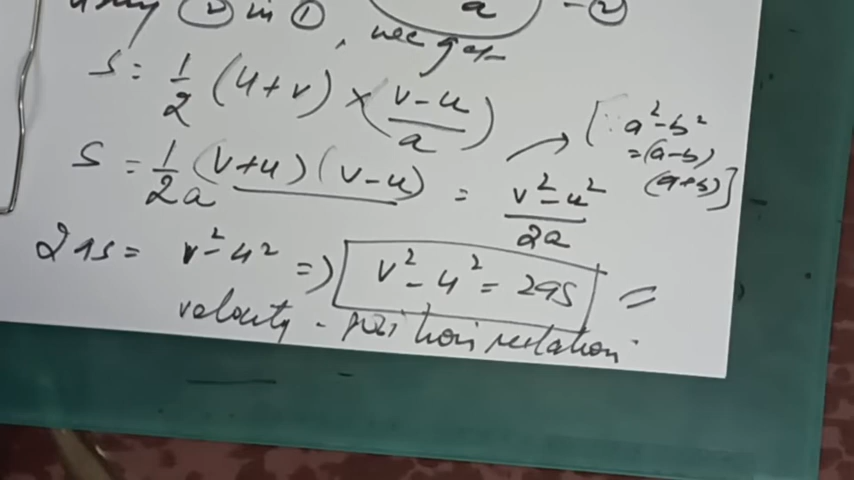 using ② in ①, we get
a - ②
S = 1/2 (u+v) × (v-u/a)
S = 1/2a (v+u) (v-u) = v²-u²/2a
[∵ a²-b²
=(a-b)
(a+b)]
2as = v²-u² => v²-u² = 2as
velocity - position relation